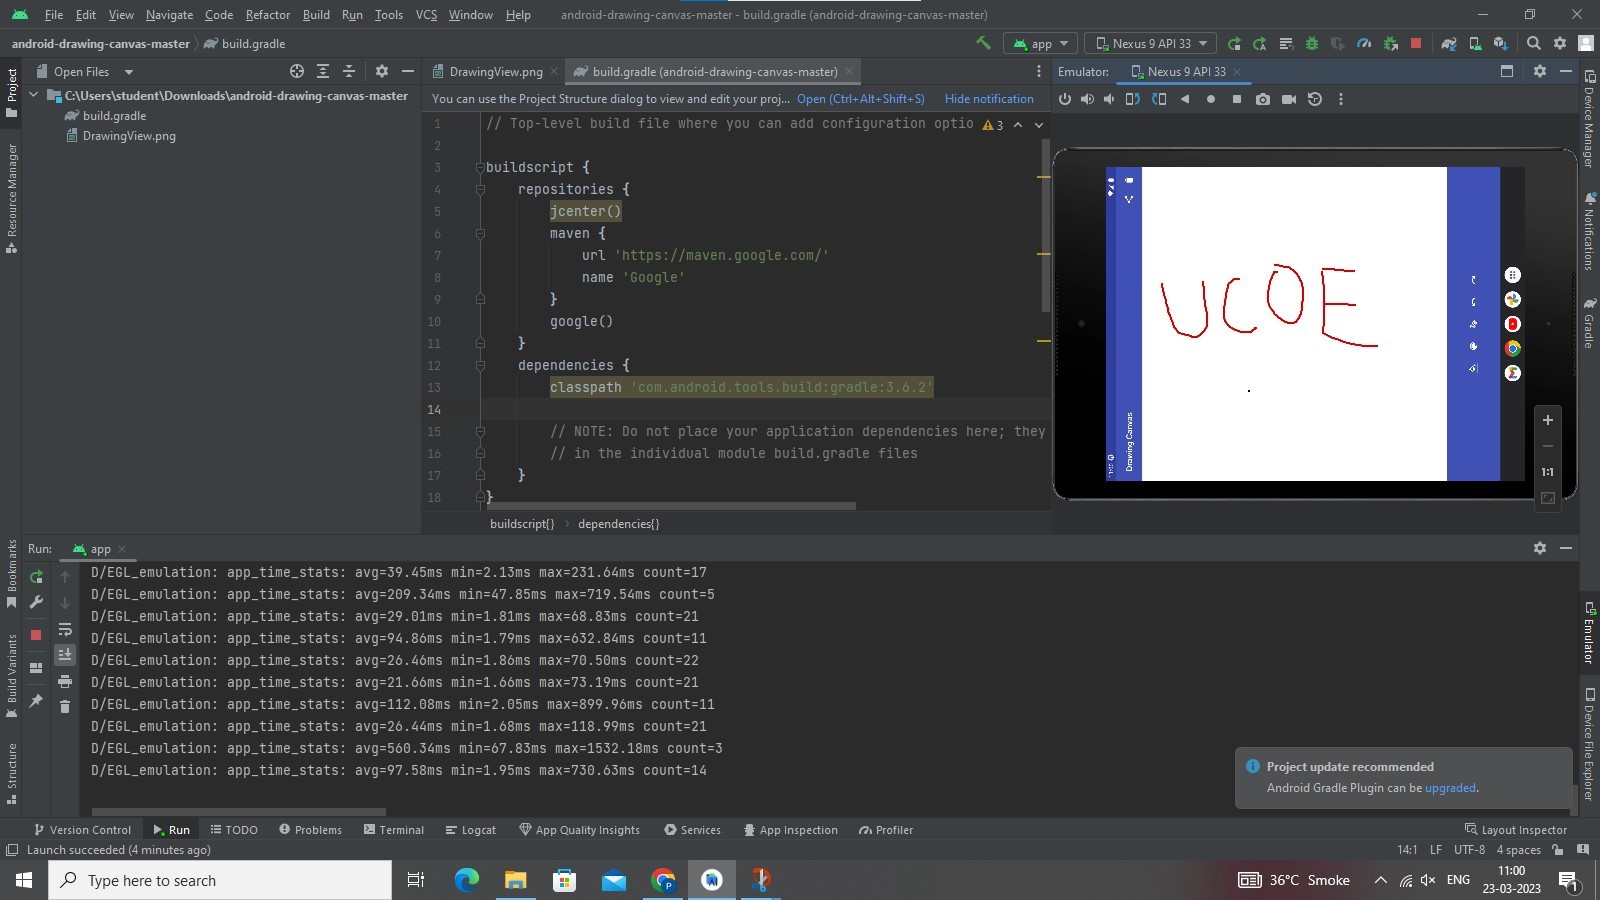 File Edit View Navigate Code Refactor Build Run Tools VCS Window Help android-drawing-canvas-master - build.gradle (android-drawing-canvas-master)
android-drawing-canvas-master build.gradle app Nexus 9 API 33
Project Open Files DrawingView.png build.gradle (android-drawing-canvas-master) Emulator: Nexus 9 API 33
C:\Users\student\Downloads\android-drawing-canvas-master
build.gradle
DrawingView.png
You can use the Project Structure dialog to view and edit your proj... Open (Ctrl+Alt+Shift+S) Hide notification
1 // Top-level build file where you can add configuration optio 3
2
3 buildscript {
4 repositories {
5 jcenter()
6 maven {
7 url 'https://maven.google.com/'
8 name 'Google'
9 }
10 google()
11 }
12 dependencies {
13 classpath 'com.android.tools.build:gradle:3.6.2'
14
15 // NOTE: Do not place your application dependencies here; they
16 // in the individual module build.gradle files
17 }
18 }
buildscript{} dependencies{}
UCOE
Drawing Canvas
1:1
Resource Manager
Bookmarks
Build Variants
Structure
Device Manager
Notifications
Gradle
Emulator
Device File Explorer
Run: app
D/EGL_emulation: app_time_stats: avg=39.45ms min=2.13ms max=231.64ms count=17
D/EGL_emulation: app_time_stats: avg=209.34ms min=47.85ms max=719.54ms count=5
D/EGL_emulation: app_time_stats: avg=29.01ms min=1.81ms max=68.83ms count=21
D/EGL_emulation: app_time_stats: avg=94.86ms min=1.79ms max=632.84ms count=11
D/EGL_emulation: app_time_stats: avg=26.46ms min=1.86ms max=70.50ms count=22
D/EGL_emulation: app_time_stats: avg=21.66ms min=1.66ms max=73.19ms count=21
D/EGL_emulation: app_time_stats: avg=112.08ms min=2.05ms max=899.96ms count=11
D/EGL_emulation: app_time_stats: avg=26.44ms min=1.68ms max=118.99ms count=21
D/EGL_emulation: app_time_stats: avg=560.34ms min=67.83ms max=1532.18ms count=3
D/EGL_emulation: app_time_stats: avg=97.58ms min=1.95ms max=730.63ms count=14
Project update recommended
Android Gradle Plugin can be upgraded.
Version Control Run TODO Problems Terminal Logcat App Quality Insights Services App Inspection Profiler Layout Inspector
Launch succeeded (4 minutes ago) 14:1 LF UTF-8 4 spaces
Type here to search 36°C Smoke ENG 11:00
23-03-2023 1